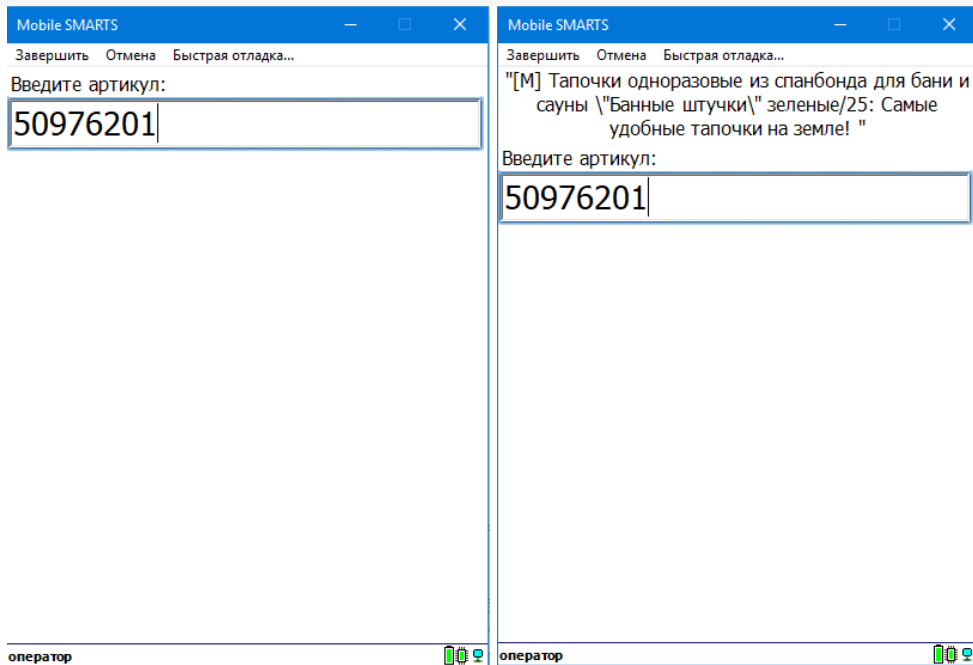 Mobile SMARTS
Завершить Отмена Быстрая отладка...
Введите артикул:
50976201
оператор
Mobile SMARTS
Завершить Отмена Быстрая отладка...
"[М] Тапочки одноразовые из спанбонда для бани и
сауны \"Банные штучки\" зеленые/25: Самые
удобные тапочки на земле! "
Введите артикул:
50976201
оператор